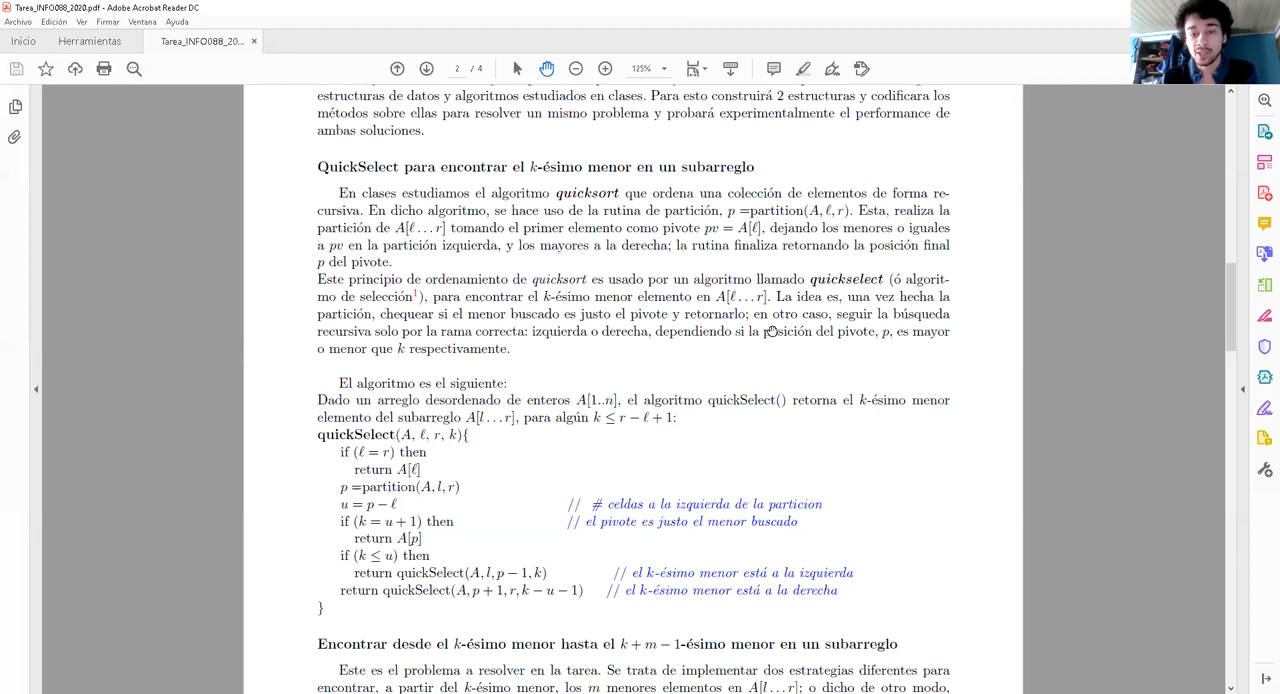 Tarea_INFO088_2020.pdf - Adobe Acrobat Reader DC
Archivo Edición Ver Firmar Ventana Ayuda
Inicio Herramientas Tarea_INFO088_20... ×
2 / 4 125%
estructuras de datos y algoritmos estudiados en clases. Para esto construirá 2 estructuras y codificara los
métodos sobre ellas para resolver un mismo problema y probará experimentalmente el performance de
ambas soluciones.
QuickSelect para encontrar el k-ésimo menor en un subarreglo
En clases estudiamos el algoritmo quicksort que ordena una colección de elementos de forma re-
cursiva. En dicho algoritmo, se hace uso de la rutina de partición, p =partition(A, ℓ, r). Esta, realiza la
partición de A[ℓ . . . r] tomando el primer elemento como pivote pv = A[ℓ], dejando los menores o iguales
a pv en la partición izquierda, y los mayores a la derecha; la rutina finaliza retornando la posición final
p del pivote.
Este principio de ordenamiento de quicksort es usado por un algoritmo llamado quickselect (ó algorit-
mo de selección1), para encontrar el k-ésimo menor elemento en A[ℓ . . . r]. La idea es, una vez hecha la
partición, chequear si el menor buscado es justo el pivote y retornarlo; en otro caso, seguir la búsqueda
recursiva solo por la rama correcta: izquierda o derecha, dependiendo si la posición del pivote, p, es mayor
o menor que k respectivamente.
El algoritmo es el siguiente:
Dado un arreglo desordenado de enteros A[1..n], el algoritmo quickSelect() retorna el k-ésimo menor
elemento del subarreglo A[l . . . r], para algún k ≤ r − ℓ + 1:
quickSelect(A, ℓ, r, k){
if (ℓ = r) then
return A[ℓ]
p =partition(A, l, r)
u = p − ℓ // # celdas a la izquierda de la particion
if (k = u + 1) then // el pivote es justo el menor buscado
return A[p]
if (k ≤ u) then
return quickSelect(A, l, p − 1, k) // el k-ésimo menor está a la izquierda
return quickSelect(A, p + 1, r, k − u − 1) // el k-ésimo menor está a la derecha
}
Encontrar desde el k-ésimo menor hasta el k + m − 1-ésimo menor en un subarreglo
Este es el problema a resolver en la tarea. Se trata de implementar dos estrategias diferentes para
encontrar, a partir del k-ésimo menor, los m menores elementos en A[l . . . r]; o dicho de otro modo,